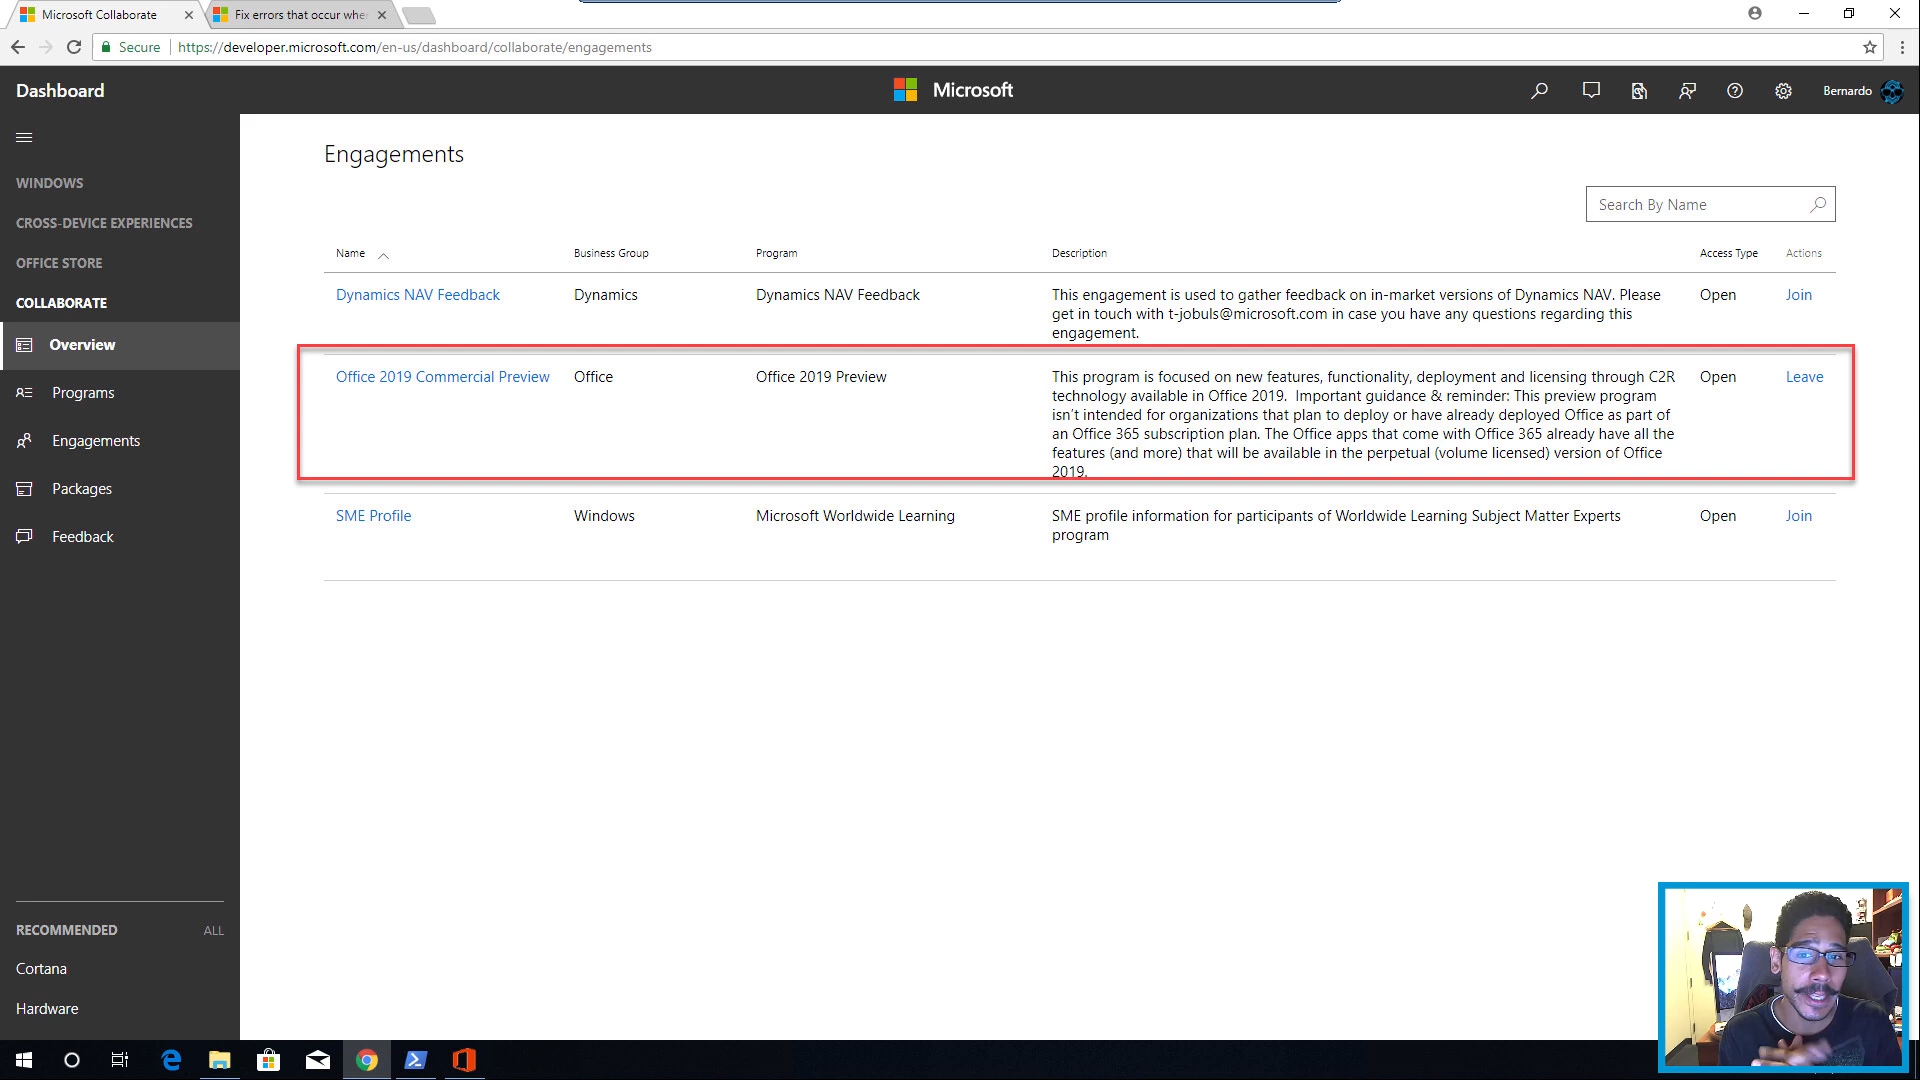 Microsoft Collaborate
Fix errors that occur whe
Secure
https://developer.microsoft.com/en-us/dashboard/collaborate/engagements
Dashboard
Microsoft
Bernardo
WINDOWS
CROSS-DEVICE EXPERIENCES
OFFICE STORE
COLLABORATE
Overview
Programs
Engagements
Packages
Feedback
RECOMMENDED ALL
Cortana
Hardware
Engagements
Search By Name
Name Business Group Program Description Access Type Actions
Dynamics NAV Feedback Dynamics Dynamics NAV Feedback This engagement is used to gather feedback on in-market versions of Dynamics NAV. Please Open Join
get in touch with t-jobuls@microsoft.com in case you have any questions regarding this
engagement.
Office 2019 Commercial Preview Office Office 2019 Preview This program is focused on new features, functionality, deployment and licensing through C2R Open Leave
technology available in Office 2019. Important guidance & reminder: This preview program
isn't intended for organizations that plan to deploy or have already deployed Office as part of
an Office 365 subscription plan. The Office apps that come with Office 365 already have all the
features (and more) that will be available in the perpetual (volume licensed) version of Office
2019.
SME Profile Windows Microsoft Worldwide Learning SME profile information for participants of Worldwide Learning Subject Matter Experts Open Join
program